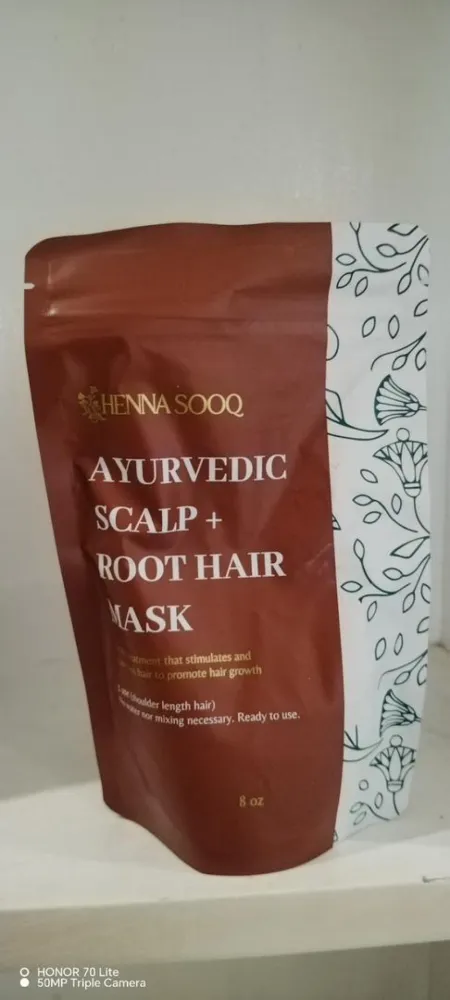 HENNA SOOQ
AYURVEDIC
SCALP +
ROOT HAIR
MASK
that stimulates and
hair to promote hair growth
(shoulder length hair)
nor mixing necessary. Ready to use.
8 oz
HONOR 70 Lite
50MP Triple Camera